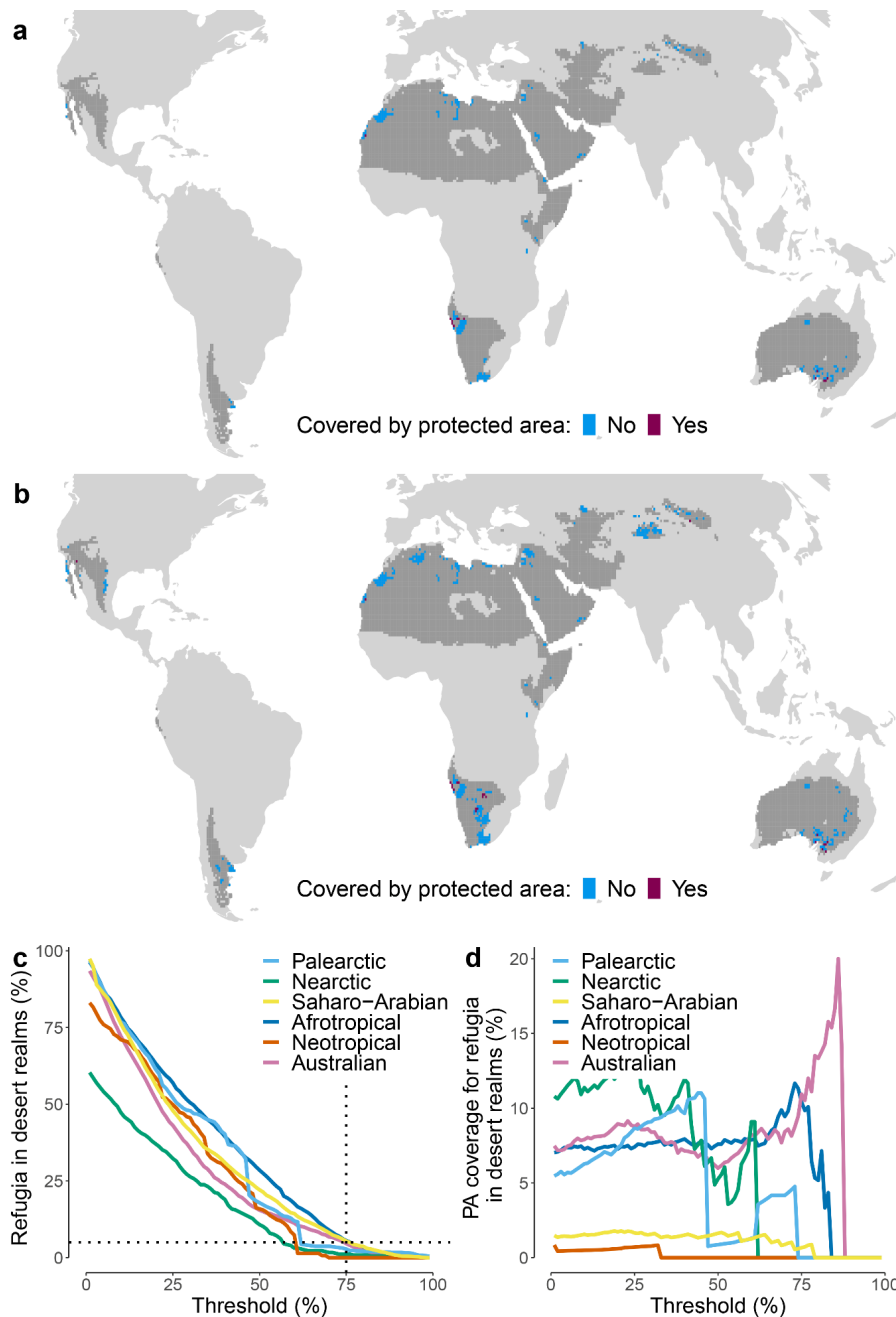 a
Covered by protected area: No Yes
b
Covered by protected area: No Yes
c
Refugia in desert realms (%)
100
75
50
25
0
Palearctic
Nearctic
Saharo−Arabian
Afrotropical
Neotropical
Australian
0 25 50 75 100
Threshold (%)
d
PA coverage for refugia
in desert realms (%)
20
15
10
5
0
Palearctic
Nearctic
Saharo−Arabian
Afrotropical
Neotropical
Australian
0 25 50 75 100
Threshold (%)